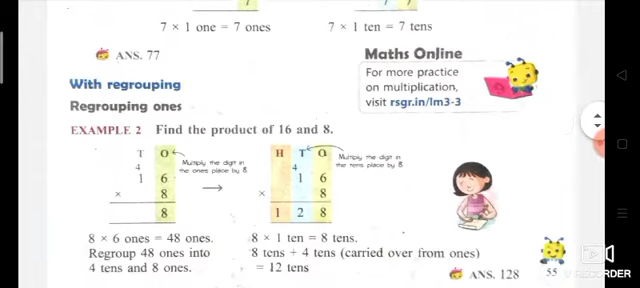 7
7
7 × 1 one = 7 ones
7 × 1 ten = 7 tens
ANS. 77
Maths Online
For more practice
on multiplication,
visit rsgr.in/lm3-3
With regrouping
Regrouping ones
EXAMPLE 2 Find the product of 16 and 8.
T O
4
1 6
× 8
8
Multiply the digit in
the ones place by 8.
H T O
4
1 6
× 8
1 2 8
Multiply the digit in
the tens place by 8.
8 × 6 ones = 48 ones.
Regroup 48 ones into
4 tens and 8 ones.
8 × 1 ten = 8 tens.
8 tens + 4 tens (carried over from ones)
= 12 tens
ANS. 128
55
RECORDER